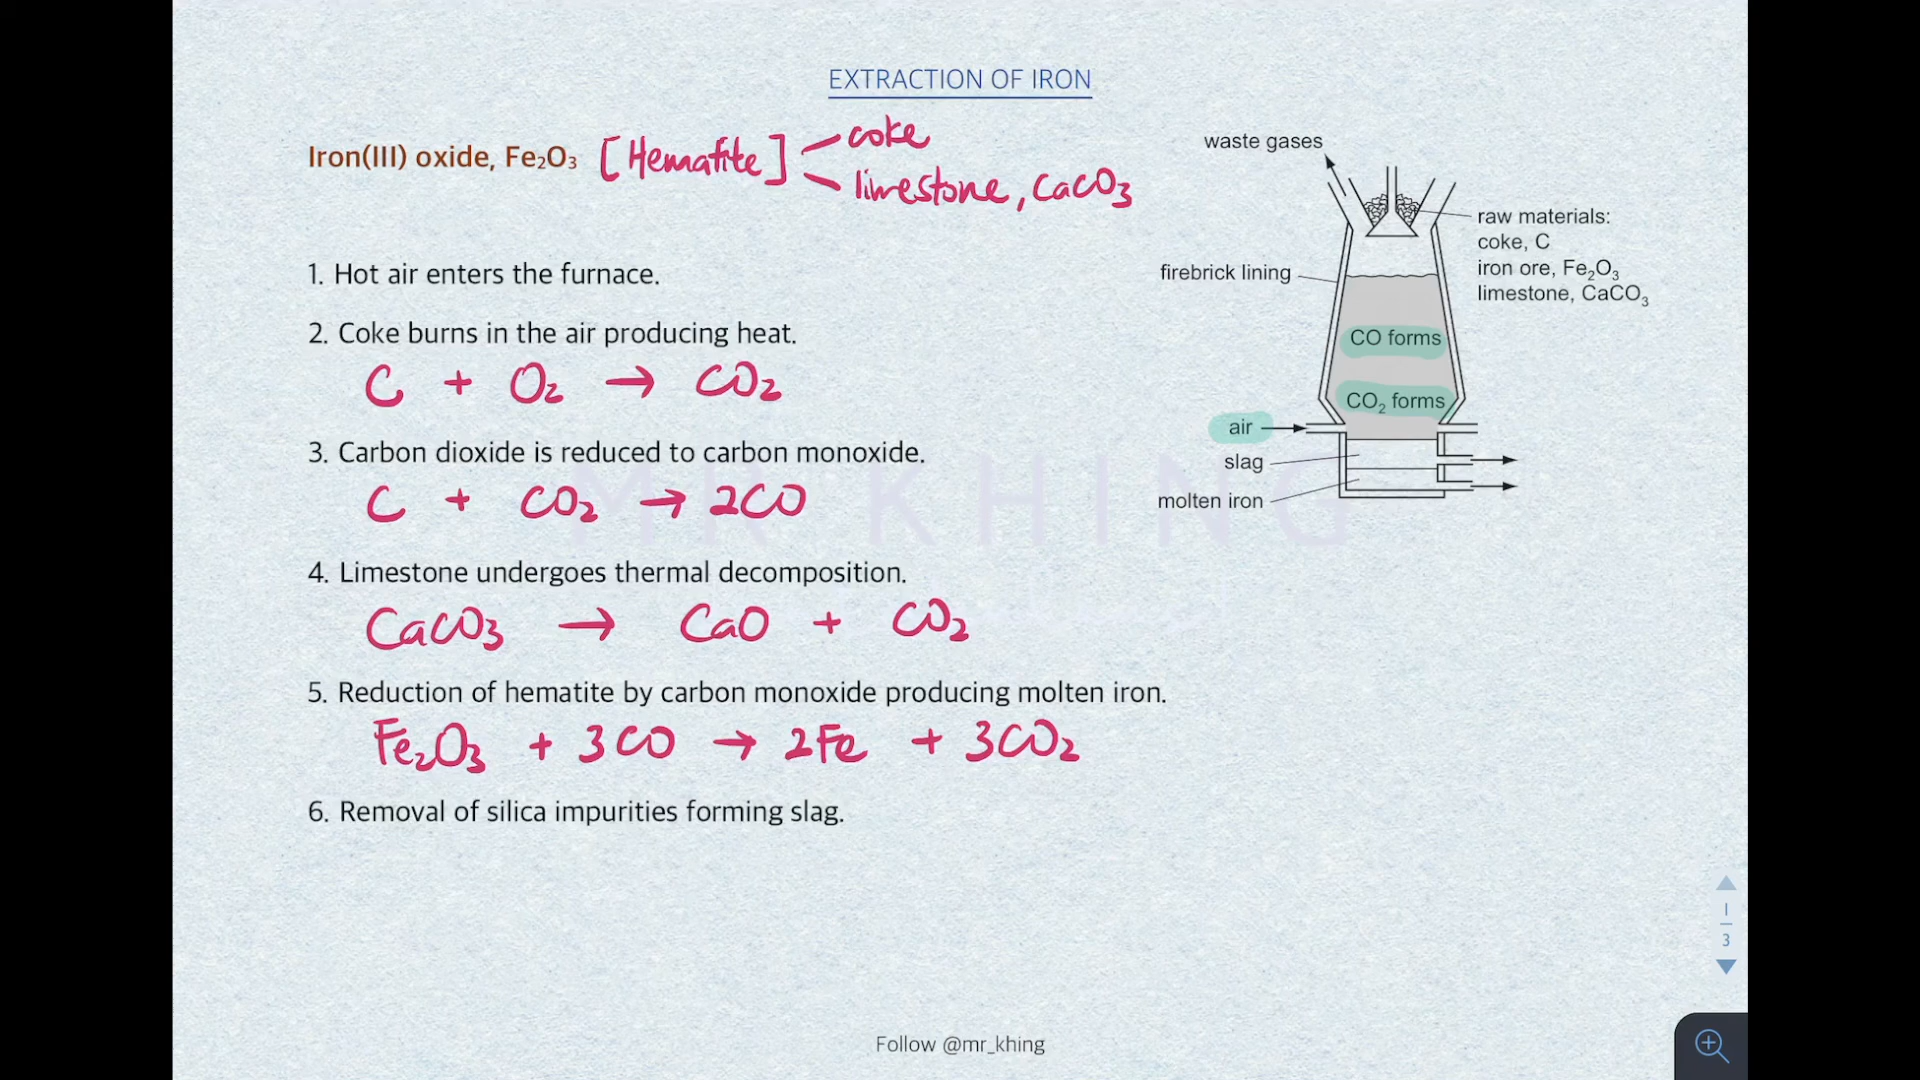 EXTRACTION OF IRON
Iron(III) oxide, Fe₂O₃ [Hematite] coke
limestone, CaCO₃
1. Hot air enters the furnace.
2. Coke burns in the air producing heat.
C + O₂ → CO₂
3. Carbon dioxide is reduced to carbon monoxide.
C + CO₂ → 2CO
4. Limestone undergoes thermal decomposition.
CaCO₃ → CaO + CO₂
5. Reduction of hematite by carbon monoxide producing molten iron.
Fe₂O₃ + 3CO → 2Fe + 3CO₂
6. Removal of silica impurities forming slag.
waste gases
raw materials:
coke, C
iron ore, Fe₂O₃
limestone, CaCO₃
firebrick lining
CO forms
CO₂ forms
air
slag
molten iron
MR KHING
1
3
Follow @mr_khing